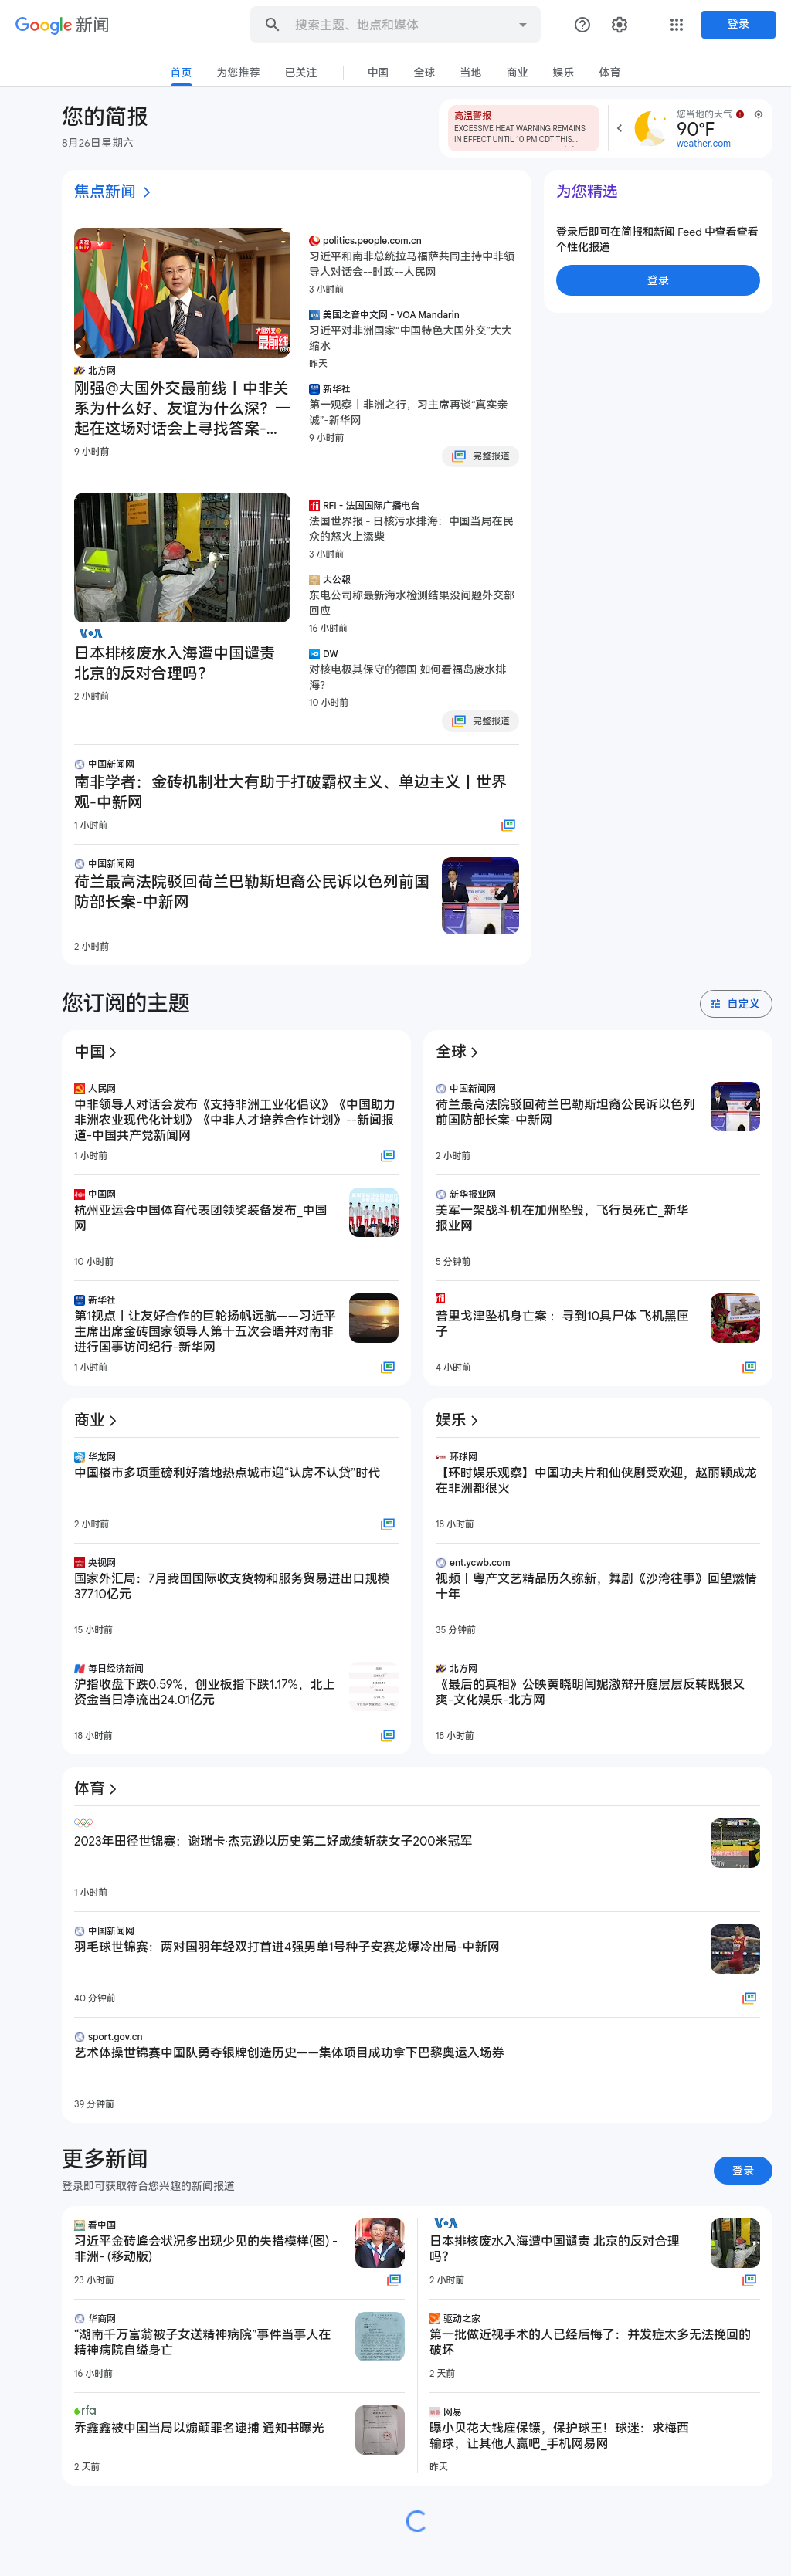 Google 新闻
搜索主题、地点和媒体
登录
首页
为您推荐
已关注
中国
全球
当地
商业
娱乐
体育
您的简报
8月26日星期六
高温警报
EXCESSIVE HEAT WARNING REMAINS
IN EFFECT UNTIL 10 PM CDT THIS...
您当地的天气
90°F
weather.com
焦点新闻
北方网
刚强@大国外交最前线丨中非关
系为什么好、友谊为什么深？一
起在这场对话会上寻找答案-...
9 小时前
politics.people.com.cn
习近平和南非总统拉马福萨共同主持中非领
导人对话会--时政--人民网
3 小时前
美国之音中文网 - VOA Mandarin
习近平对非洲国家“中国特色大国外交”大大
缩水
昨天
新华社
第一观察丨非洲之行，习主席再谈“真实亲
诚”-新华网
9 小时前
完整报道
为您精选
登录后即可在简报和新闻 Feed 中查看查看
个性化报道
登录
VOA
日本排核废水入海遭中国谴责
北京的反对合理吗？
2 小时前
RFI - 法国国际广播电台
法国世界报 - 日核污水排海：中国当局在民
众的怒火上添柴
3 小时前
大公報
东电公司称最新海水检测结果没问题外交部
回应
16 小时前
DW
对核电极其保守的德国 如何看福岛废水排
海?
10 小时前
完整报道
中国新闻网
南非学者：金砖机制壮大有助于打破霸权主义、单边主义丨世界
观-中新网
1 小时前
中国新闻网
荷兰最高法院驳回荷兰巴勒斯坦裔公民诉以色列前国
防部长案-中新网
2 小时前
您订阅的主题
自定义
中国
人民网
中非领导人对话会发布《支持非洲工业化倡议》《中国助力
非洲农业现代化计划》《中非人才培养合作计划》--新闻报
道-中国共产党新闻网
1 小时前
中国网
杭州亚运会中国体育代表团领奖装备发布_中国
网
10 小时前
新华社
第1视点丨让友好合作的巨轮扬帆远航——习近平
主席出席金砖国家领导人第十五次会晤并对南非
进行国事访问纪行-新华网
1 小时前
全球
中国新闻网
荷兰最高法院驳回荷兰巴勒斯坦裔公民诉以色列
前国防部长案-中新网
2 小时前
新华报业网
美军一架战斗机在加州坠毁，飞行员死亡_新华
报业网
5 分钟前
普里戈津坠机身亡案 ：寻到10具尸体 飞机黑匣
子
4 小时前
商业
华龙网
中国楼市多项重磅利好落地热点城市迎“认房不认贷”时代
2 小时前
央视网
国家外汇局：7月我国国际收支货物和服务贸易进出口规模
37710亿元
15 小时前
每日经济新闻
沪指收盘下跌0.59%，创业板指下跌1.17%，北上
资金当日净流出24.01亿元
18 小时前
娱乐
环球网
【环时娱乐观察】中国功夫片和仙侠剧受欢迎，赵丽颖成龙
在非洲都很火
18 小时前
ent.ycwb.com
视频丨粤产文艺精品历久弥新，舞剧《沙湾往事》回望燃情
十年
35 分钟前
北方网
《最后的真相》公映黄晓明闫妮激辩开庭层层反转既狠又
爽-文化娱乐-北方网
18 小时前
体育
2023年田径世锦赛：谢瑞卡·杰克逊以历史第二好成绩斩获女子200米冠军
1 小时前
中国新闻网
羽毛球世锦赛：两对国羽年轻双打首进4强男单1号种子安赛龙爆冷出局-中新网
40 分钟前
sport.gov.cn
艺术体操世锦赛中国队勇夺银牌创造历史——集体项目成功拿下巴黎奥运入场券
39 分钟前
更多新闻
登录即可获取符合您兴趣的新闻报道
登录
看中国
习近平金砖峰会状况多出现少见的失措模样(图) -
非洲- (移动版)
23 小时前
华商网
“湖南千万富翁被子女送精神病院”事件当事人在
精神病院自缢身亡
16 小时前
rfa
乔鑫鑫被中国当局以煽颠罪名逮捕 通知书曝光
2 天前
VOA
日本排核废水入海遭中国谴责 北京的反对合理
吗？
2 小时前
驱动之家
第一批做近视手术的人已经后悔了：并发症太多无法挽回的
破坏
2 天前
网易
曝小贝花大钱雇保镖，保护球王！球迷：求梅西
输球，让其他人赢吧_手机网易网
昨天